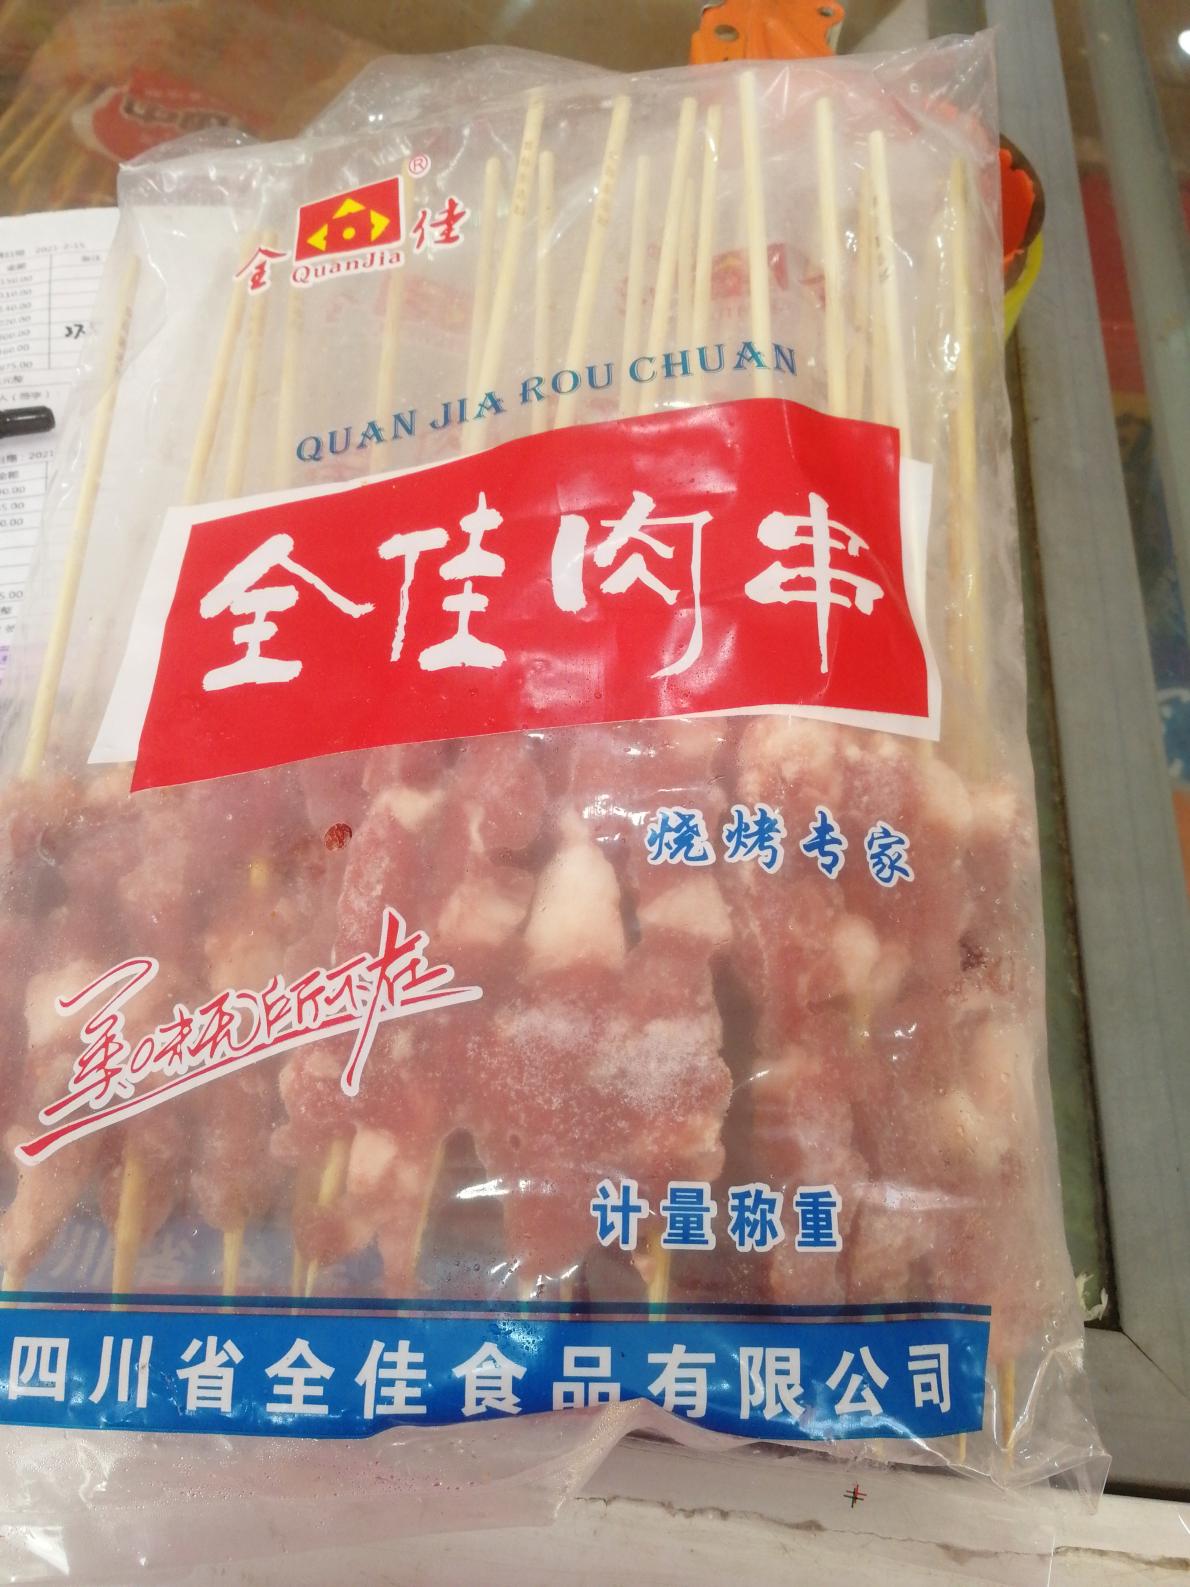 全佳
®
QuanJia
QUAN JIA ROU CHUAN
全佳肉串
烧烤专家
美味无所不在
计量称重
四川省全佳食品有限公司